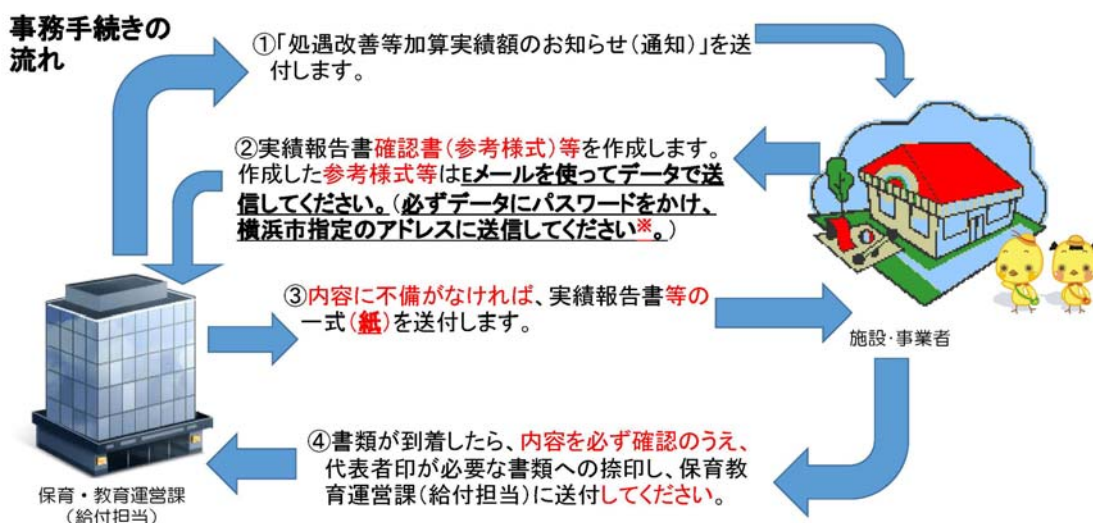 事務手続きの
流れ
①「処遇改善等加算実績額のお知らせ(通知)」を送
付します。
②実績報告書確認書(参考様式)等を作成します。
作成した参考様式等はEメールを使ってデータで送
信してください。(必ずデータにパスワードをかけ、
横浜市指定のアドレスに送信してください※。)
③内容に不備がなければ、実績報告書等の
一式(紙)を送付します。
施設・事業者
④書類が到着したら、内容を必ず確認のうえ、
代表者印が必要な書類への捺印し、保育教
育運営課(給付担当)に送付してください。
保育・教育運営課
(給付担当)